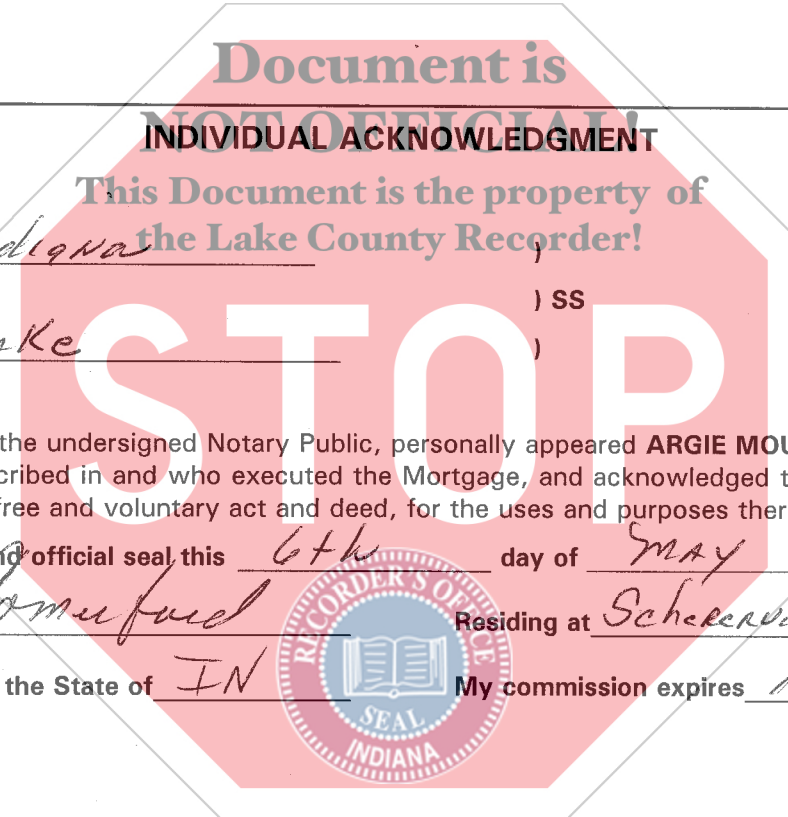 Document is
NOT OFFICIAL!
INDIVIDUAL ACKNOWLEDGMENT
This Document is the property of
the Lake County Recorder!
)
) SS
)
STOP
the undersigned Notary Public, personally appeared ARGIE MOU
cribed in and who executed the Mortgage, and acknowledged t
free and voluntary act and deed, for the uses and purposes ther
nd official seal this 6th day of MAY
Residing at Schererv
the State of IN My commission expires
RECORDER'S OFFICE
SEAL
INDIANA